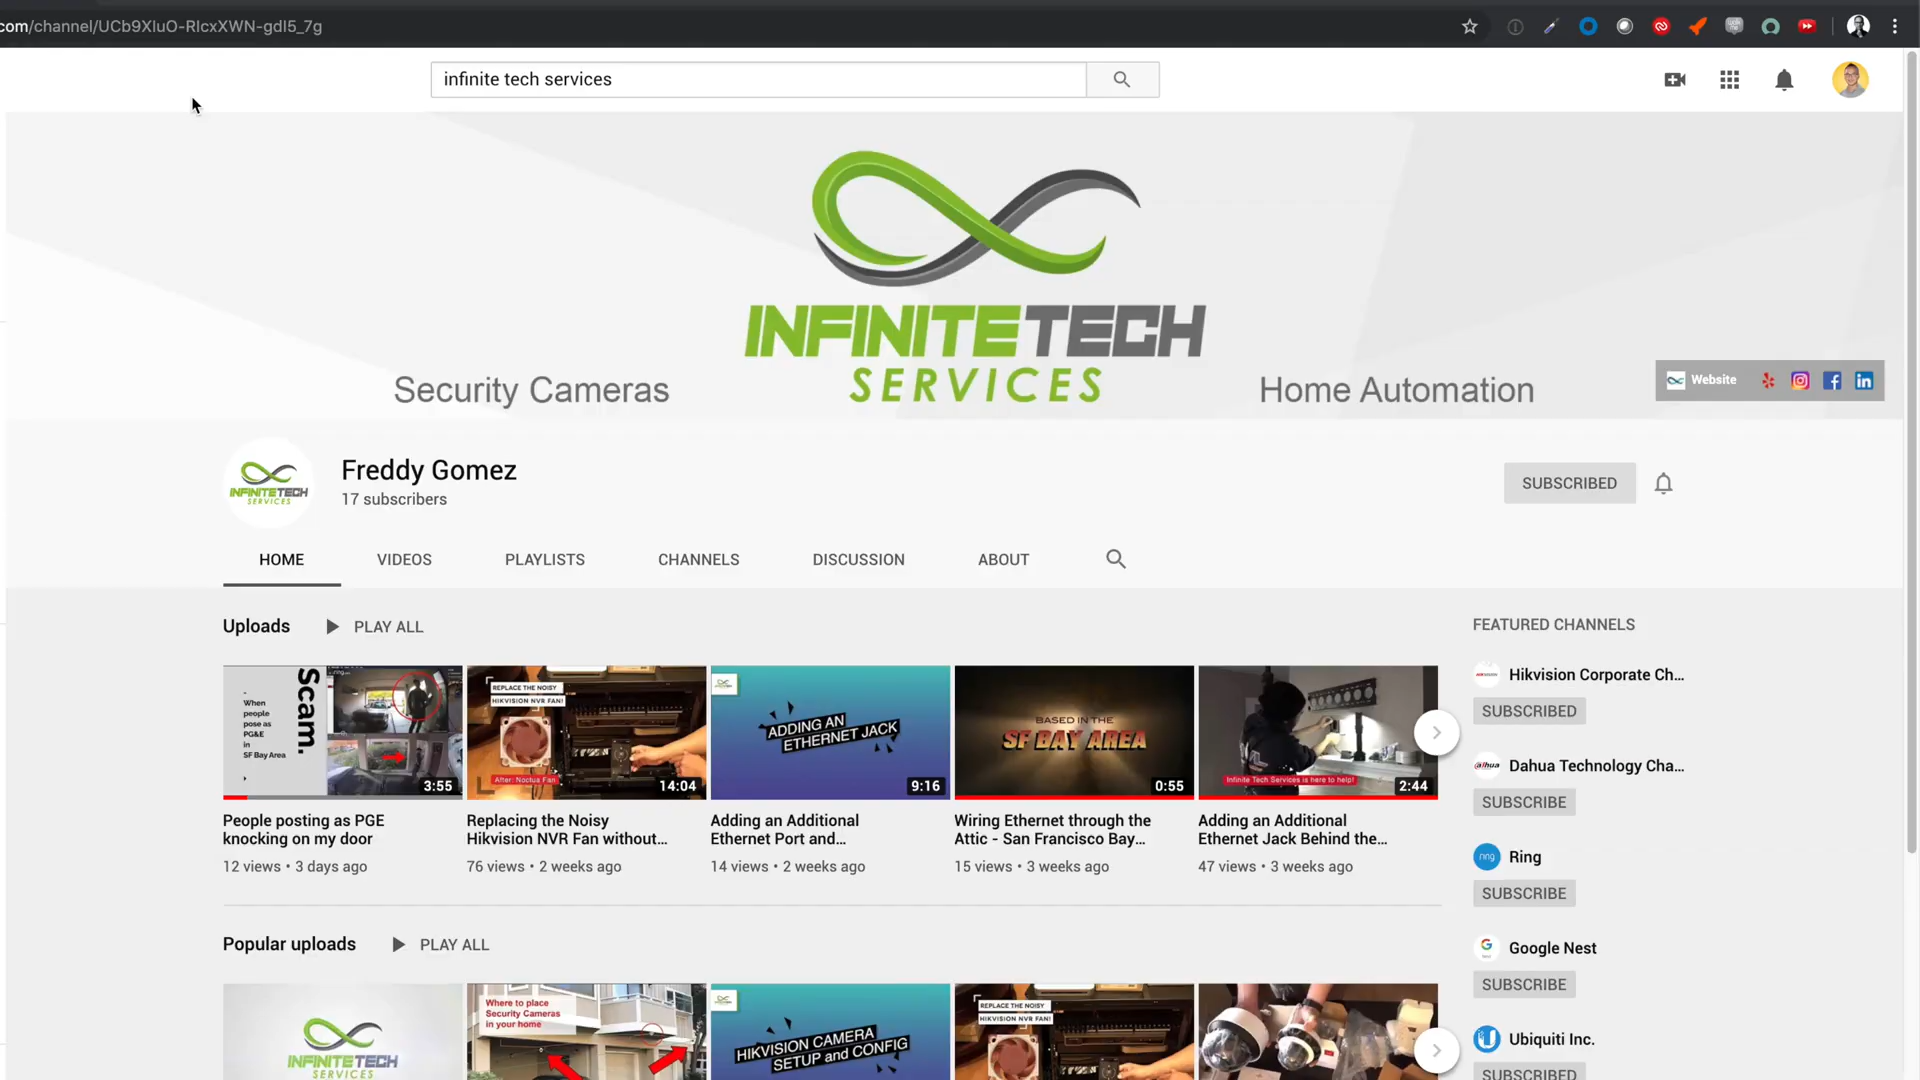 com/channel/UCb9XluO-RlcxXWN-gdl5_7g
infinite tech services
INFINITETECH
SERVICES
Security Cameras
Home Automation
Website
INFINITETECH
SERVICES
Freddy Gomez
17 subscribers
SUBSCRIBED
HOME
VIDEOS
PLAYLISTS
CHANNELS
DISCUSSION
ABOUT
Uploads
PLAY ALL
FEATURED CHANNELS
Scam.
When
people
pose as
PG&E
in
SF Bay Area
3:55
REPLACE THE NOISY
HIKVISION NVR FAN!
After: Noctua Fan
14:04
ADDING AN
ETHERNET JACK
9:16
BASED IN THE
SF BAY AREA
0:55
Infinite Tech Services is here to help!
2:44
People posting as PGE
knocking on my door
12 views • 3 days ago
Replacing the Noisy
Hikvision NVR Fan without...
76 views • 2 weeks ago
Adding an Additional
Ethernet Port and...
14 views • 2 weeks ago
Wiring Ethernet through the
Attic - San Francisco Bay...
15 views • 3 weeks ago
Adding an Additional
Ethernet Jack Behind the...
47 views • 3 weeks ago
Hikvision Corporate Ch...
SUBSCRIBED
alhua
Dahua Technology Cha...
SUBSCRIBE
ring
Ring
SUBSCRIBE
Google Nest
SUBSCRIBE
Ubiquiti Inc.
SUBSCRIBED
Popular uploads
PLAY ALL
INFINITETECH
SERVICES
Where to place
Security Cameras
in your home
HIKVISION CAMERA
SETUP and CONFIG
REPLACE THE NOISY
HIKVISION NVR FAN!